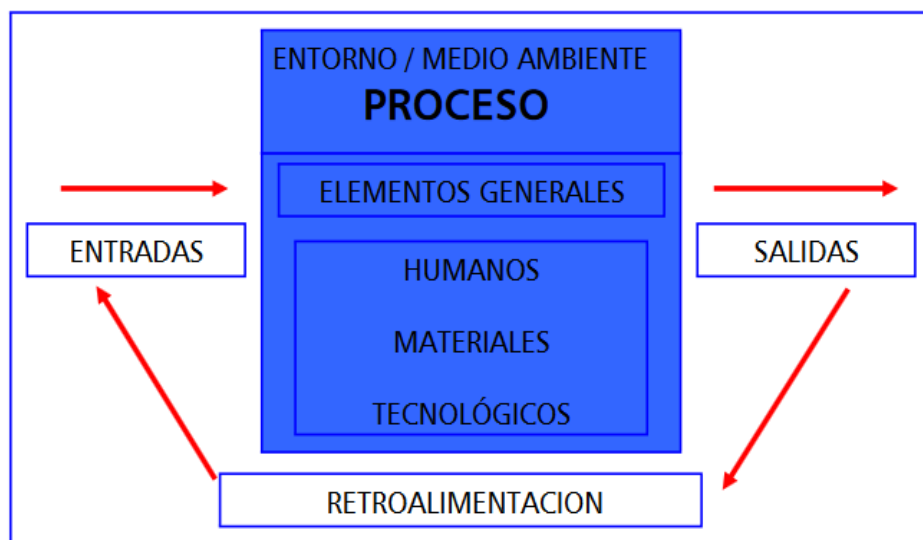 ENTORNO / MEDIO AMBIENTE
PROCESO
ELEMENTOS GENERALES
ENTRADAS
SALIDAS
HUMANOS
MATERIALES
TECNOLÓGICOS
RETROALIMENTACION